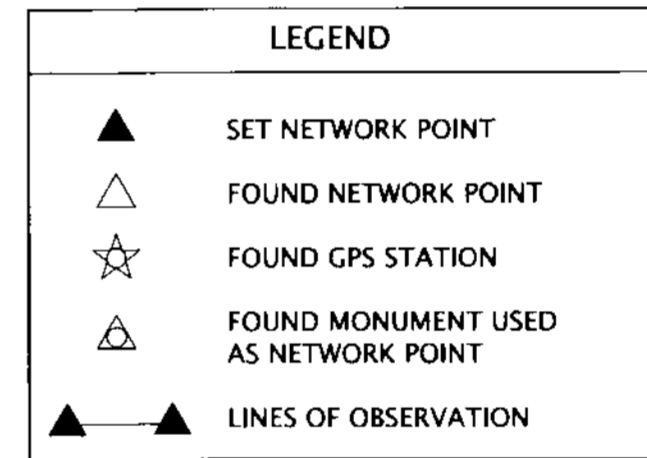 LEGEND
SET NETWORK POINT
FOUND NETWORK POINT
FOUND GPS STATION
FOUND MONUMENT USED
AS NETWORK POINT
LINES OF OBSERVATION